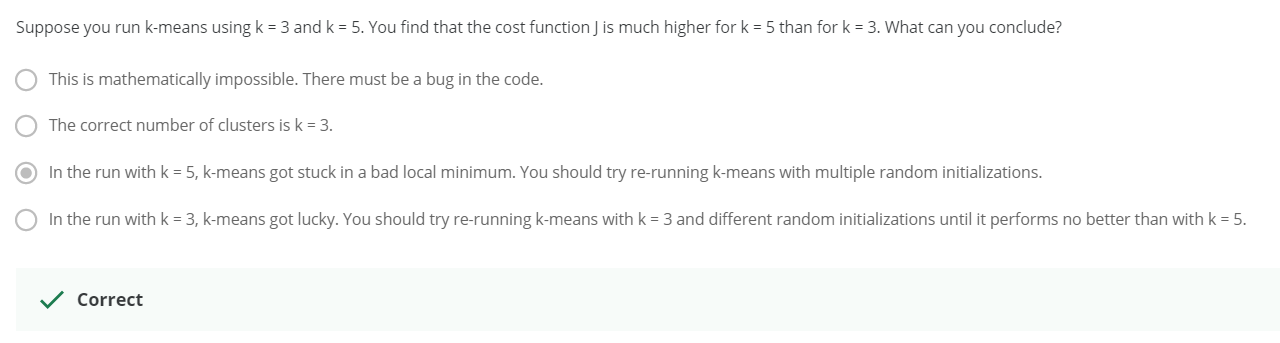 Suppose you run k-means using k = 3 and k = 5. You find that the cost function J is much higher for k = 5 than for k = 3. What can you conclude?
This is mathematically impossible. There must be a bug in the code.
The correct number of clusters is k = 3.
In the run with k = 5, k-means got stuck in a bad local minimum. You should try re-running k-means with multiple random initializations.
In the run with k = 3, k-means got lucky. You should try re-running k-means with k = 3 and different random initializations until it performs no better than with k = 5.
Correct